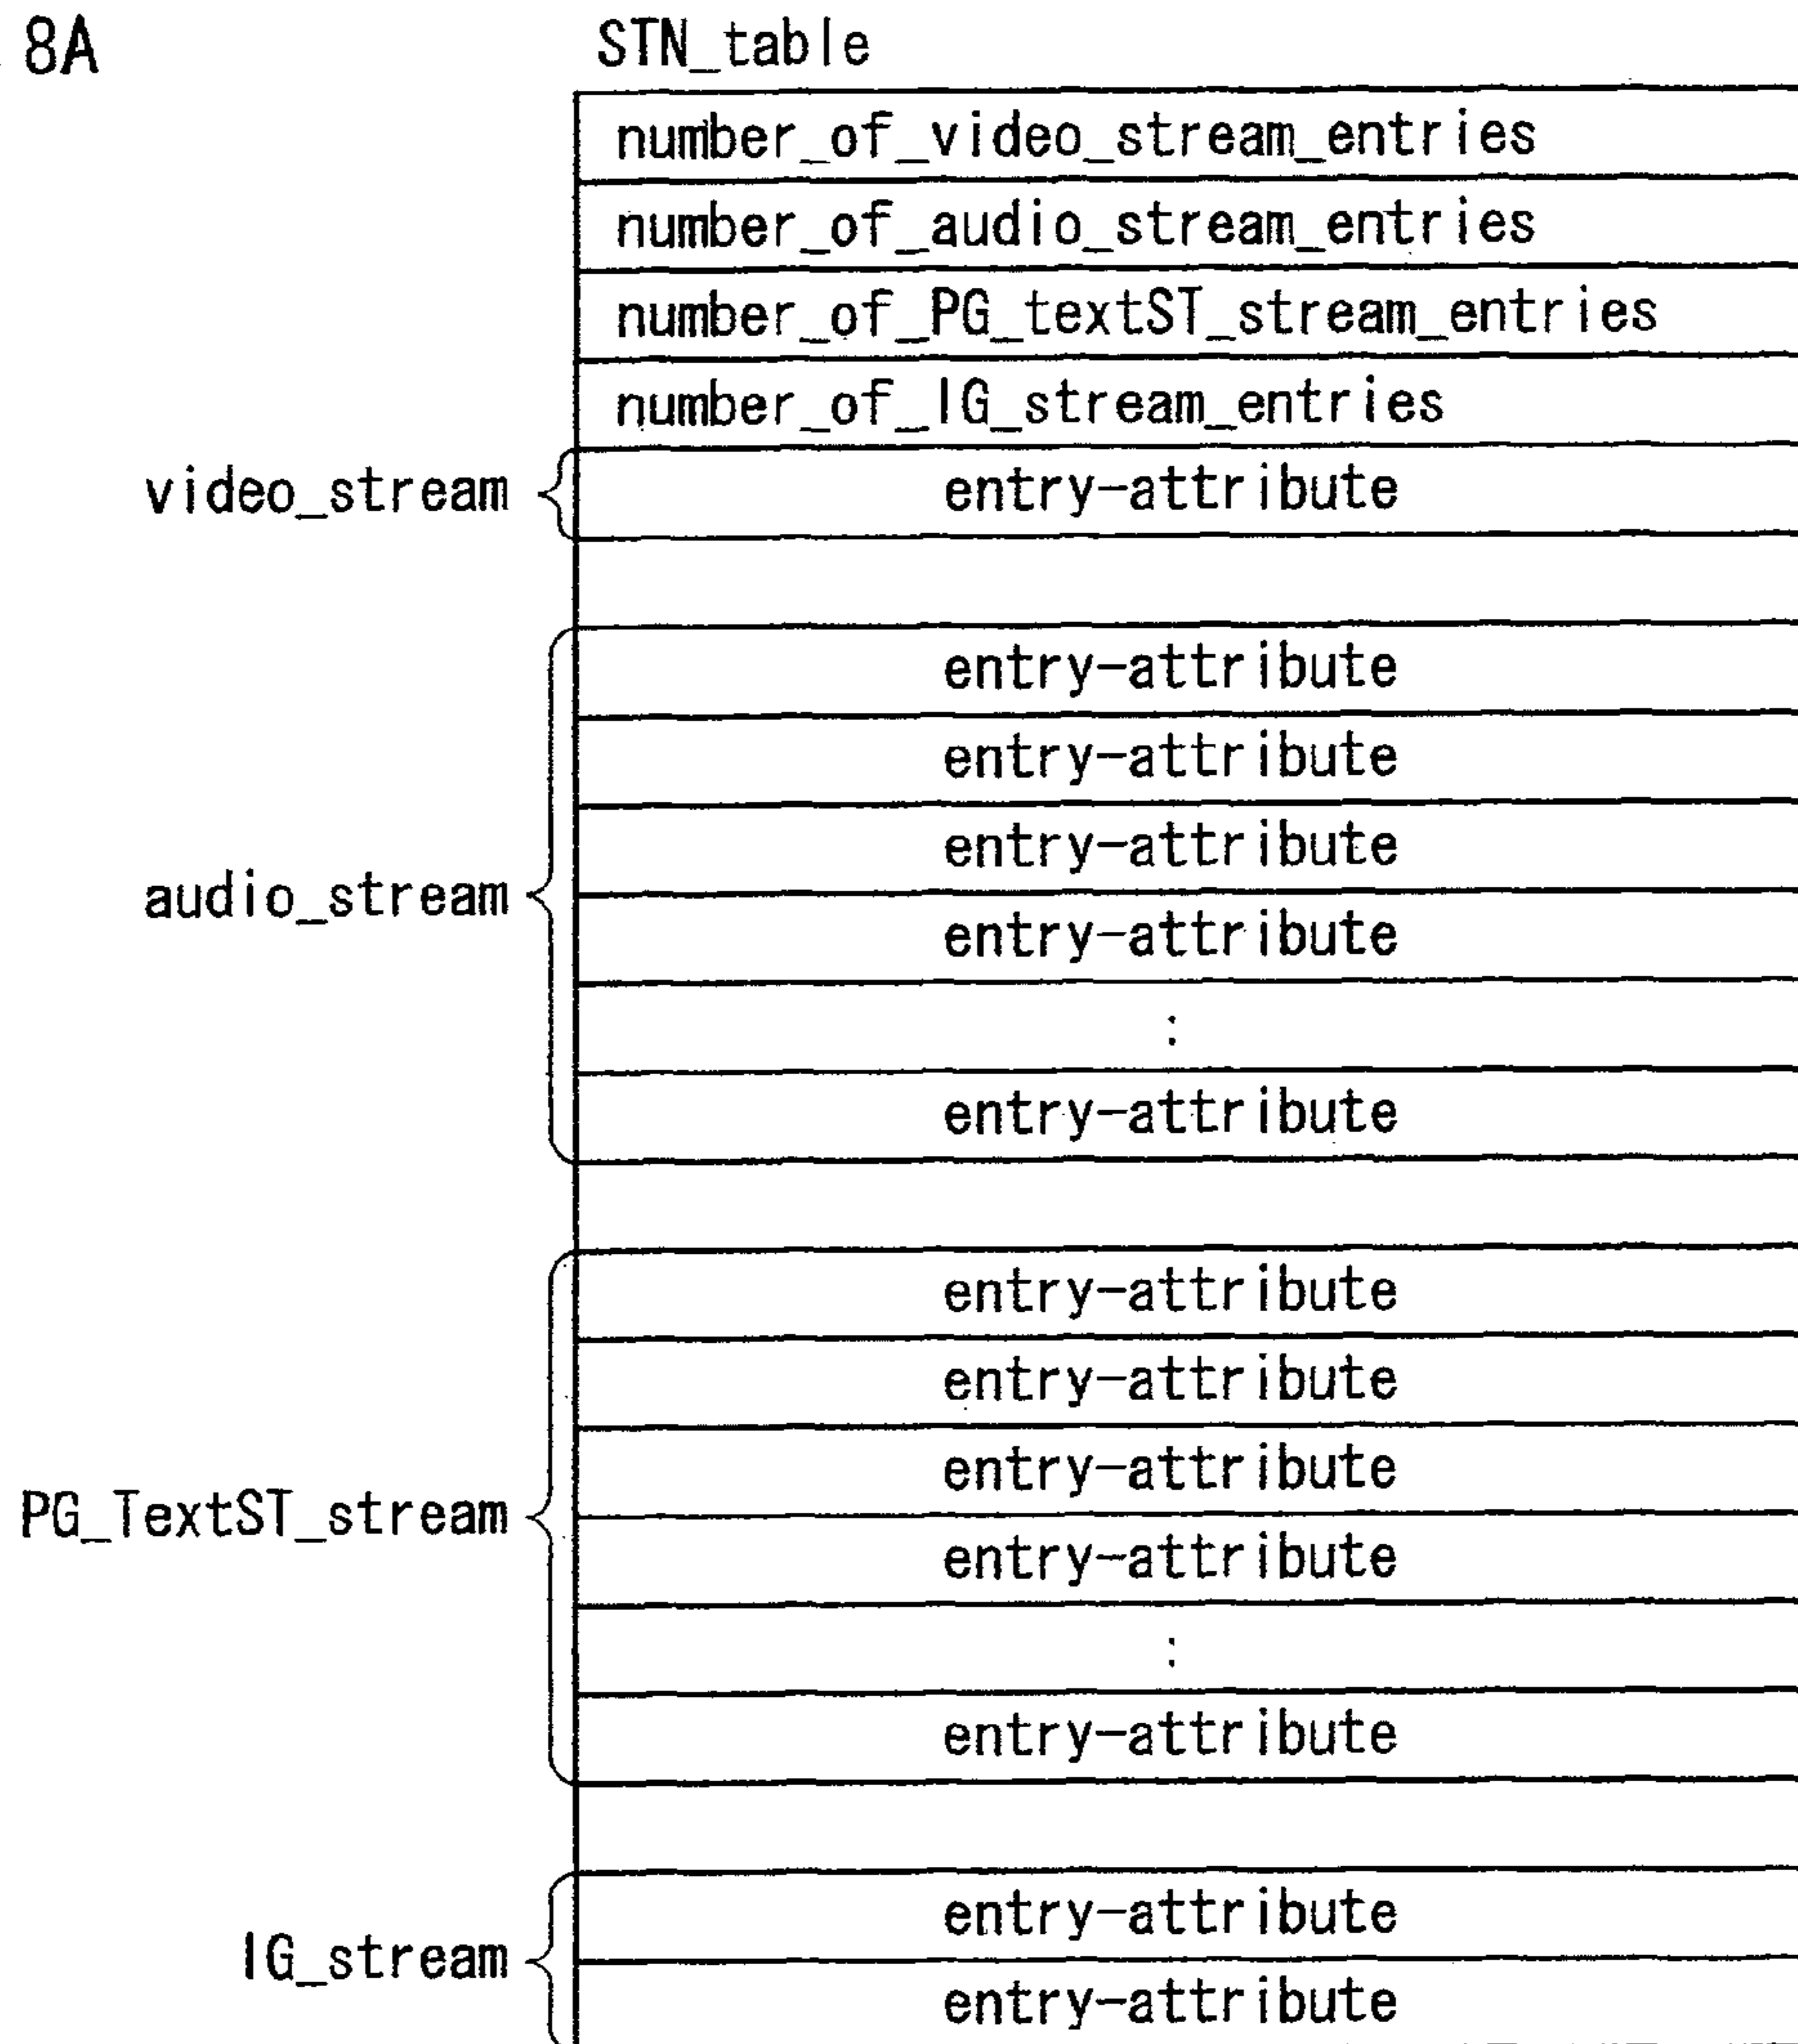 8A
STN_table
number_of_video_stream_entries
number_of_audio_stream_entries
number_of_PG_textST_stream_entries
number_of_IG_stream_entries
video_stream
entry-attribute
audio_stream
entry-attribute
entry-attribute
entry-attribute
entry-attribute
:
entry-attribute
PG_TextST_stream
entry-attribute
entry-attribute
entry-attribute
entry-attribute
:
entry-attribute
IG_stream
entry-attribute
entry-attribute